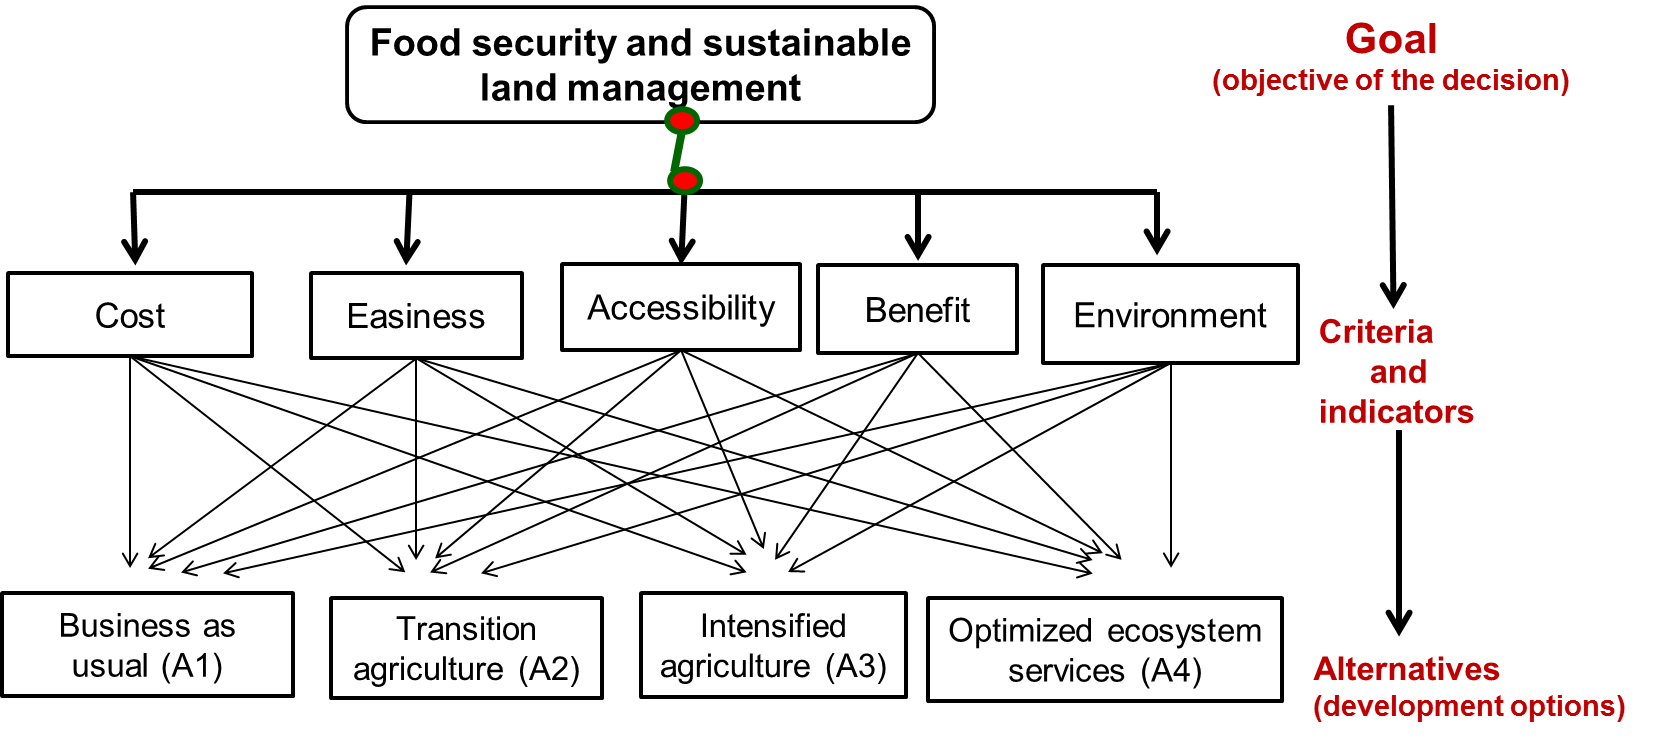 Food security and sustainable
land management
Goal
(objective of the decision)
Cost
Easiness
Accessibility
Benefit
Environment
Criteria
and
indicators
Business as
usual (A1)
Transition
agriculture (A2)
Intensified
agriculture (A3)
Optimized ecosystem
services (A4)
Alternatives
(development options)